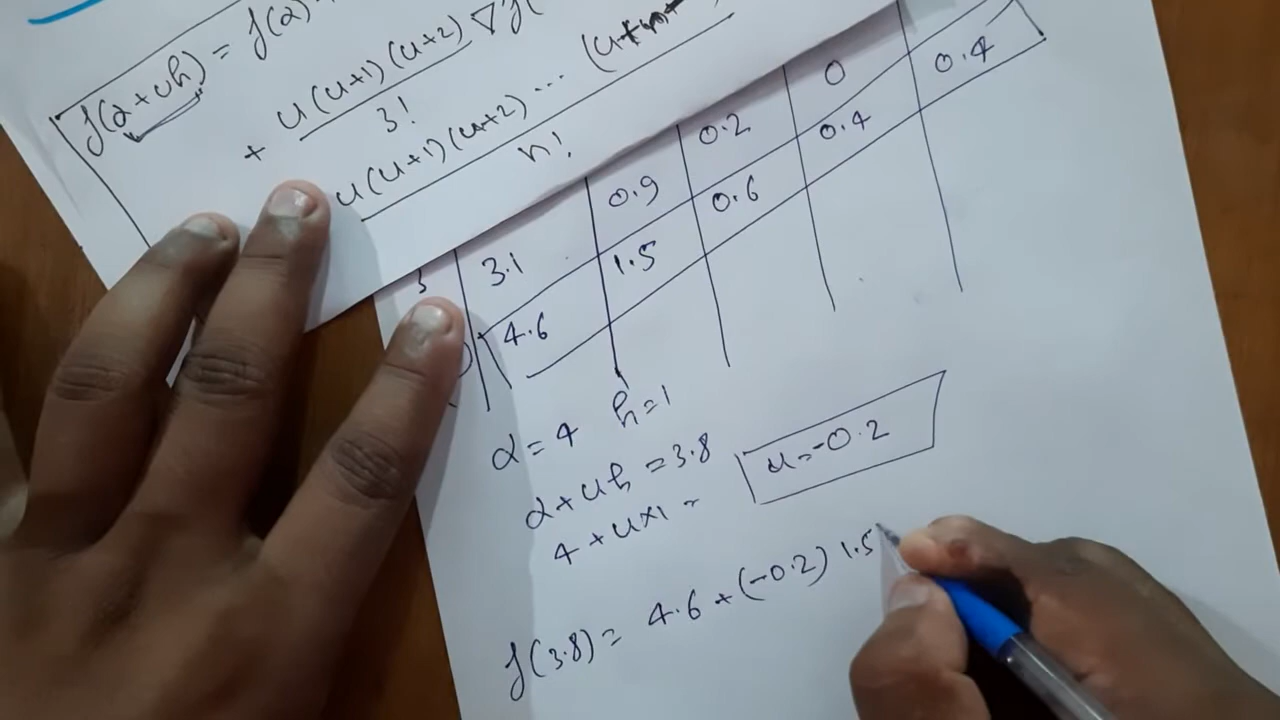 f(α+uh) = f(α)
+ u(u+1)(u+2) ∇f(
3!
u(u+1)(u+2)...(u+n+
n!
0.4
0
0.2 0.4
0.9 0.6
3 3.1 1.5
4.6
α=4 h=1
α+uh =3.8
4+u×1 =
u=-0.2
f(3.8)= 4.6+(-0.2) 1.5